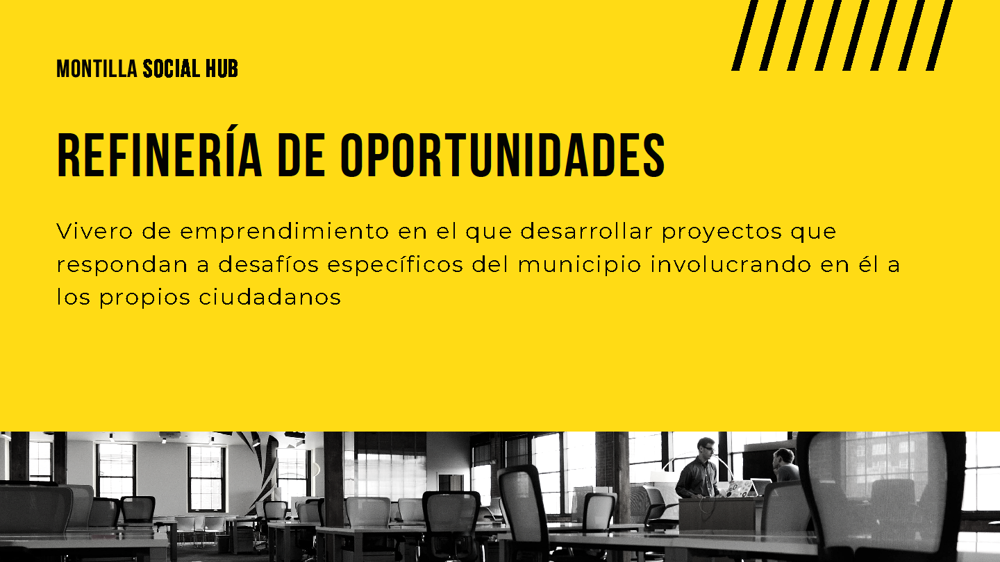 MONTILLA SOCIAL HUB
REFINERÍA DE OPORTUNIDADES
Vivero de emprendimiento en el que desarrollar proyectos que
respondan a desafíos específicos del municipio involucrando en él a
los propios ciudadanos